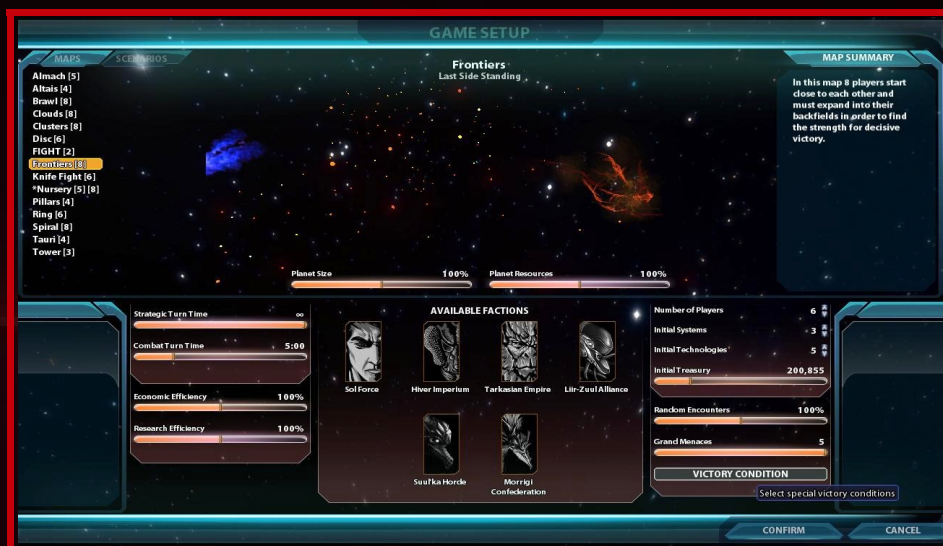 GAME SETUP
MAPS
SCENARIOS
Almach [5]
Altais [4]
Brawl [8]
Clouds [8]
Clusters [8]
Disc [6]
FIGHT [2]
Frontiers [8]
Knife Fight [6]
*Nursery [5] [8]
Pillars [4]
Ring [6]
Spiral [8]
Tauri [4]
Tower [3]
Frontiers
Last Side Standing
MAP SUMMARY
In this map 8 players start
close to each other and
must expand into their
backfields in order to find
the strength for decisive
victory.
Planet Size 100%
Planet Resources 100%
Strategic Turn Time ∞
Combat Turn Time 5:00
Economic Efficiency 100%
Research Efficiency 100%
AVAILABLE FACTIONS
Sol Force
Hiver Imperium
Tarkasian Empire
Liir-Zuul Alliance
Suul'ka Horde
Morrigi
Confederation
Number of Players 6
Initial Systems 3
Initial Technologies 5
Initial Treasury 200,855
Random Encounters 100%
Grand Menaces 5
VICTORY CONDITION
Select special victory conditions
CONFIRM
CANCEL